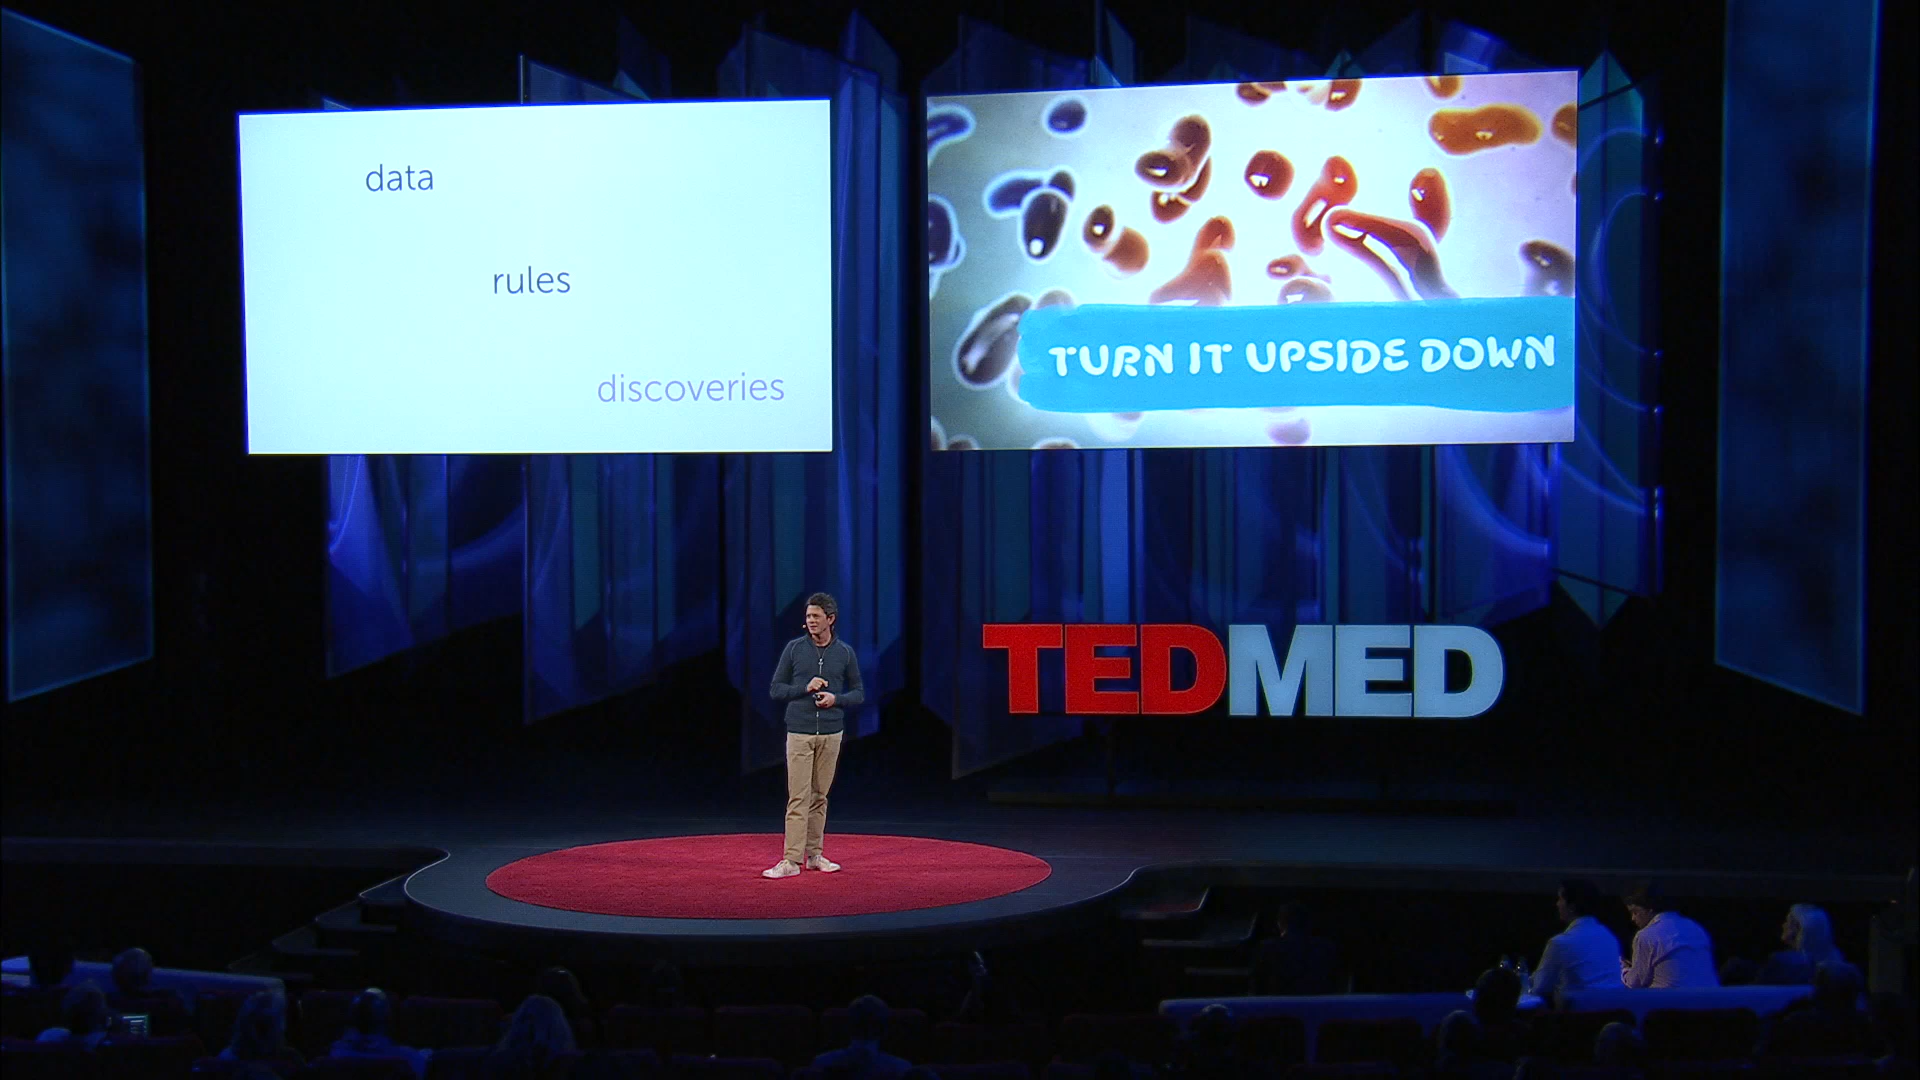 data
rules
discoveries
TURN IT UPSIDE DOWN
TEDMED